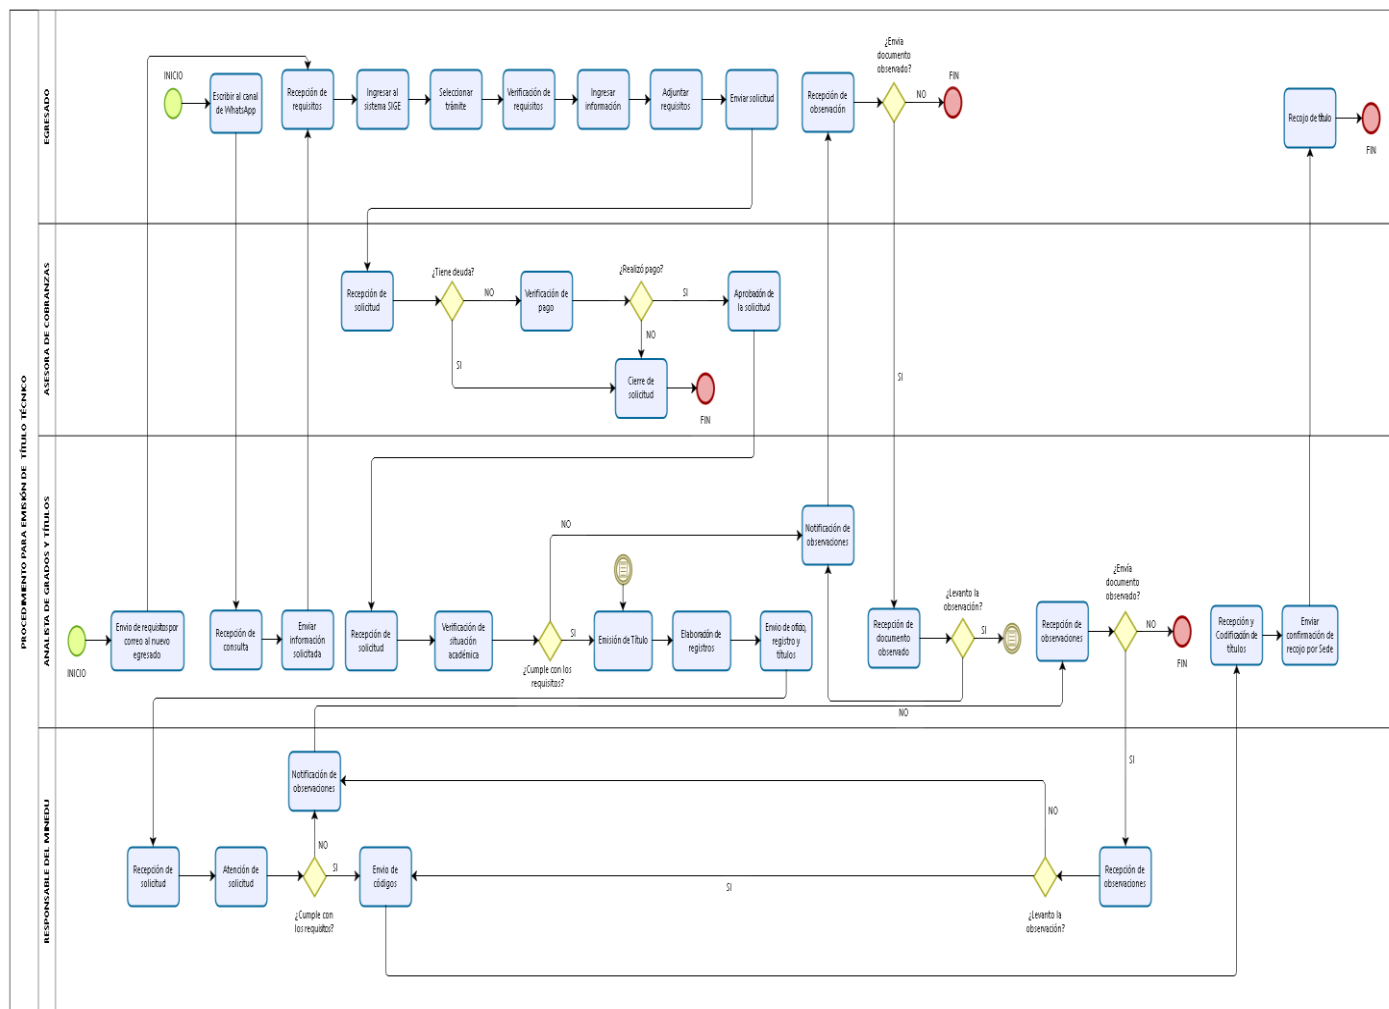 PROCEDIMIENTO PARA EMISIÓN DE TÍTULO TÉCNICO
EGRESADO
INICIO
Escribir al canal
de WhatsApp
Recepción de
requisitos
Ingresar al
sistema SIGE
Seleccionar
trámite
Verificación de
requisitos
Ingresar
información
Adjuntar
requisitos
Enviar solicitud
Recepción de
observación
¿Envía
documento
observado?
NO
FIN
SI
Recojo de título
FIN
ASESORA DE COBRANZAS
Recepción de
solicitud
¿Tiene deuda?
NO
SI
Verificación de
pago
¿Realizó pago?
SI
NO
Aprobación de
la solicitud
Cierre de
solicitud
FIN
ANALISTA DE GRADOS Y TÍTULOS
INICIO
Envio de requisitos por
correo al nuevo
egresado
Recepción de
consulta
Enviar
información
solicitada
Recepción de
solicitud
Verificación de
situación
académica
¿Cumple con los
requisitos?
NO
SI
Emisión de Título
Elaboración de
registros
Envio de oficio,
registro y
títulos
Notificación de
observaciones
Recepción de
documento
observado
¿Levanto la
observación?
SI
NO
Recepción de
observaciones
¿Envía
documento
observado?
NO
FIN
SI
Recepción y
Codificación de
títulos
Enviar
confirmación de
recojo por Sede
RESPONSABLE DEL MINEDU
Notificación de
observaciones
Recepción de
solicitud
Atención de
solicitud
NO
SI
¿Cumple con
los requisitos?
Envio de
códigos
SI
NO
¿Levanto la
observación?
Recepción de
observaciones